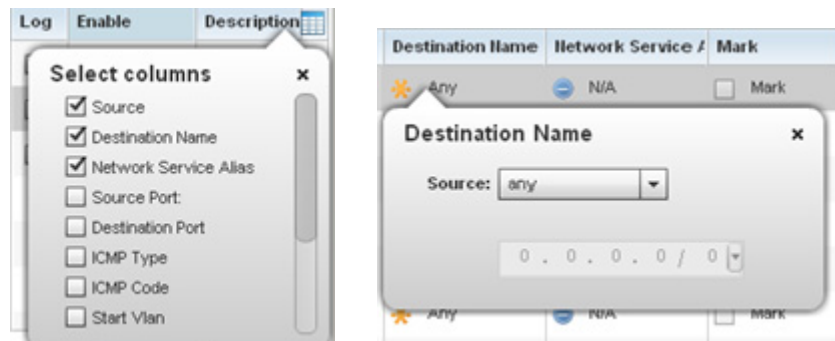 Log Enable Description
Select columns ×
Source
Destination Name
Network Service Alias
Source Port:
Destination Port
ICMP Type
ICMP Code
Start Vlan
Destination Name Network Service A Mark
Any N/A Mark
Destination Name ×
Source: any
0 . 0 . 0 . 0 / 0
Any N/A Mark